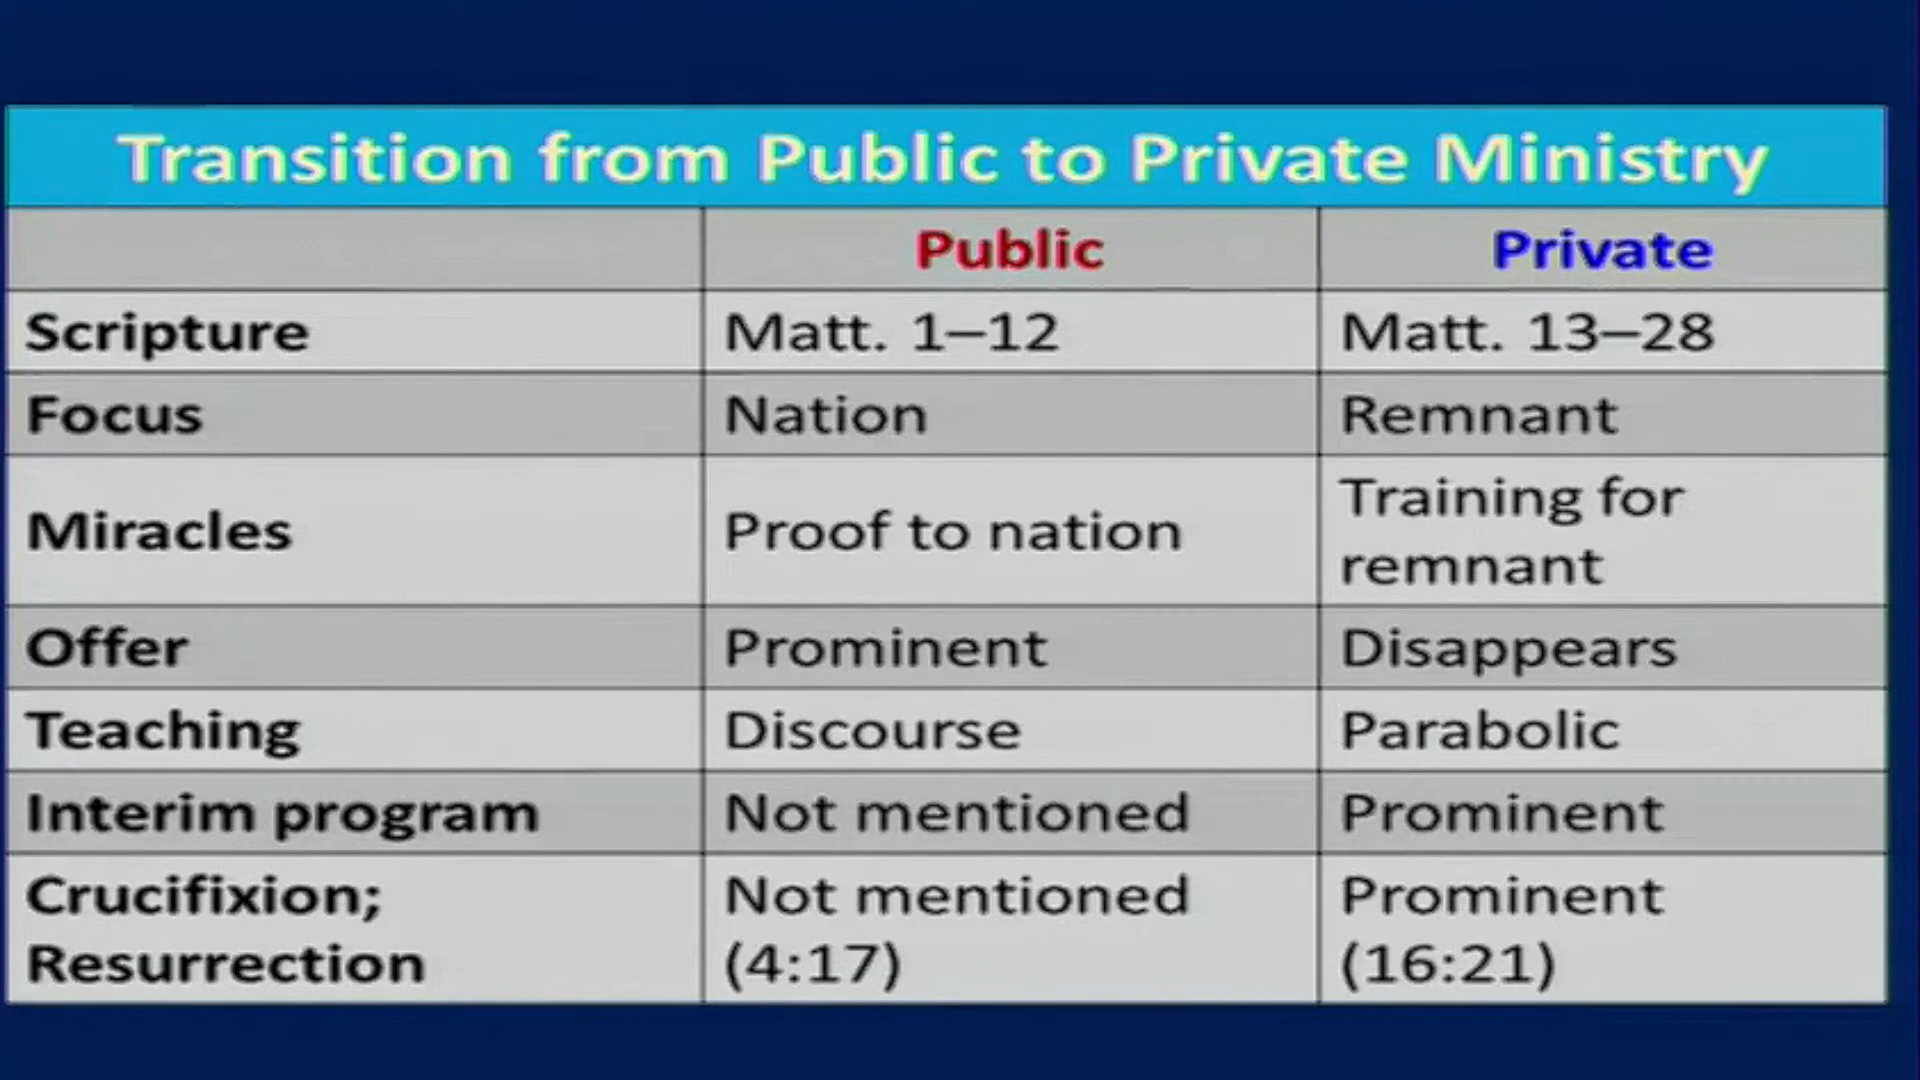 Transition from Public to Private Ministry
Public Private
Scripture Matt. 1–12 Matt. 13–28
Focus Nation Remnant
Miracles Proof to nation Training for
remnant
Offer Prominent Disappears
Teaching Discourse Parabolic
Interim program Not mentioned Prominent
Crucifixion; Not mentioned Prominent
Resurrection (4:17) (16:21)